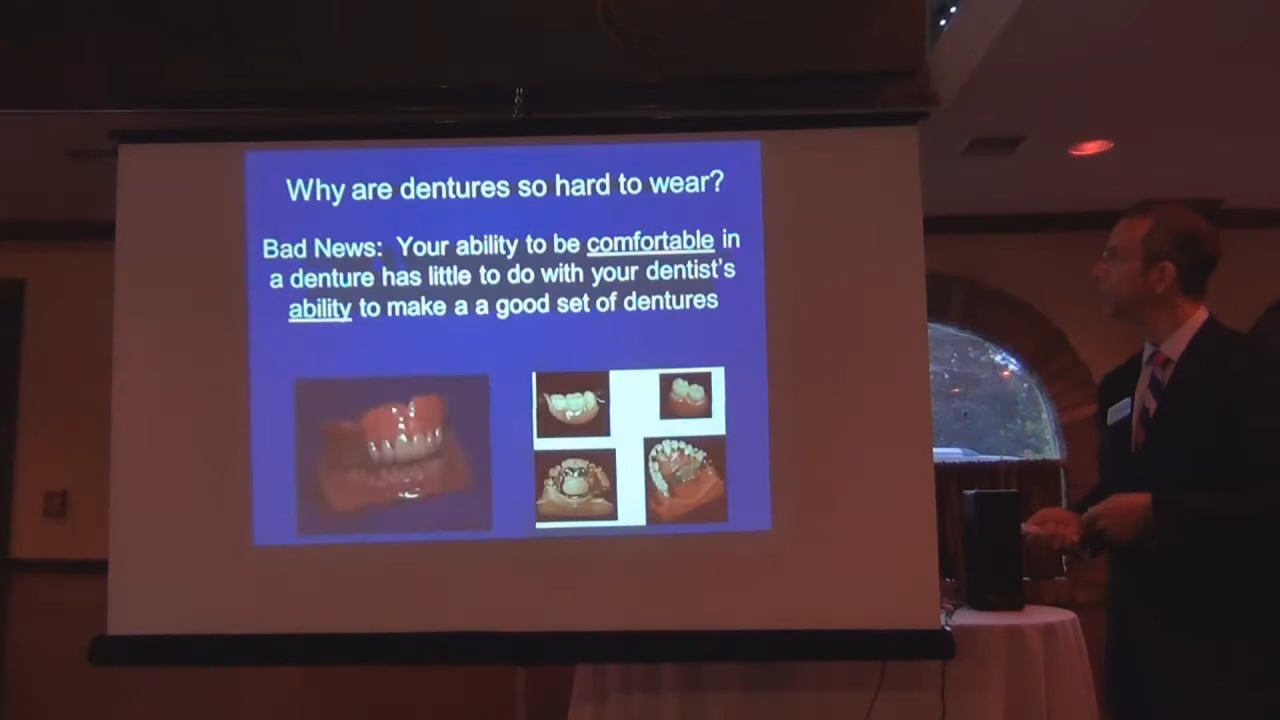 Why are dentures so hard to wear?
Bad News: Your ability to be comfortable in
a denture has little to do with your dentist's
ability to make a a good set of dentures